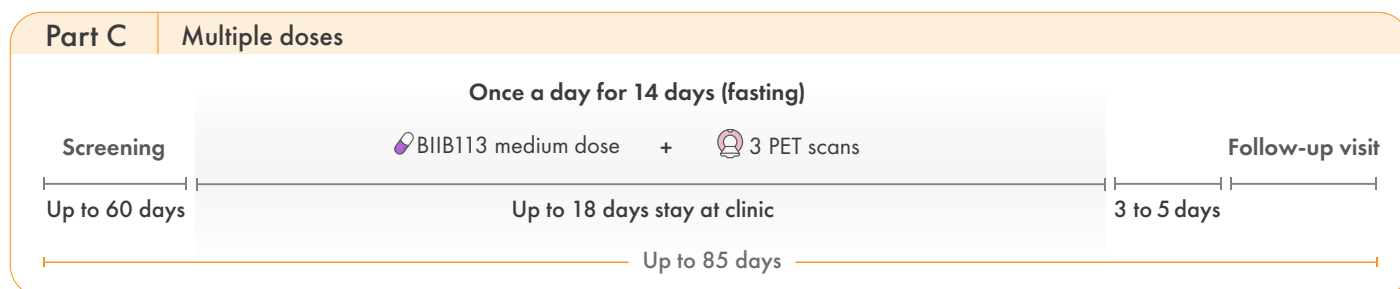 Part C Multiple doses
Once a day for 14 days (fasting)
Screening BIIB113 medium dose + 3 PET scans Follow-up visit
Up to 60 days Up to 18 days stay at clinic 3 to 5 days
Up to 85 days